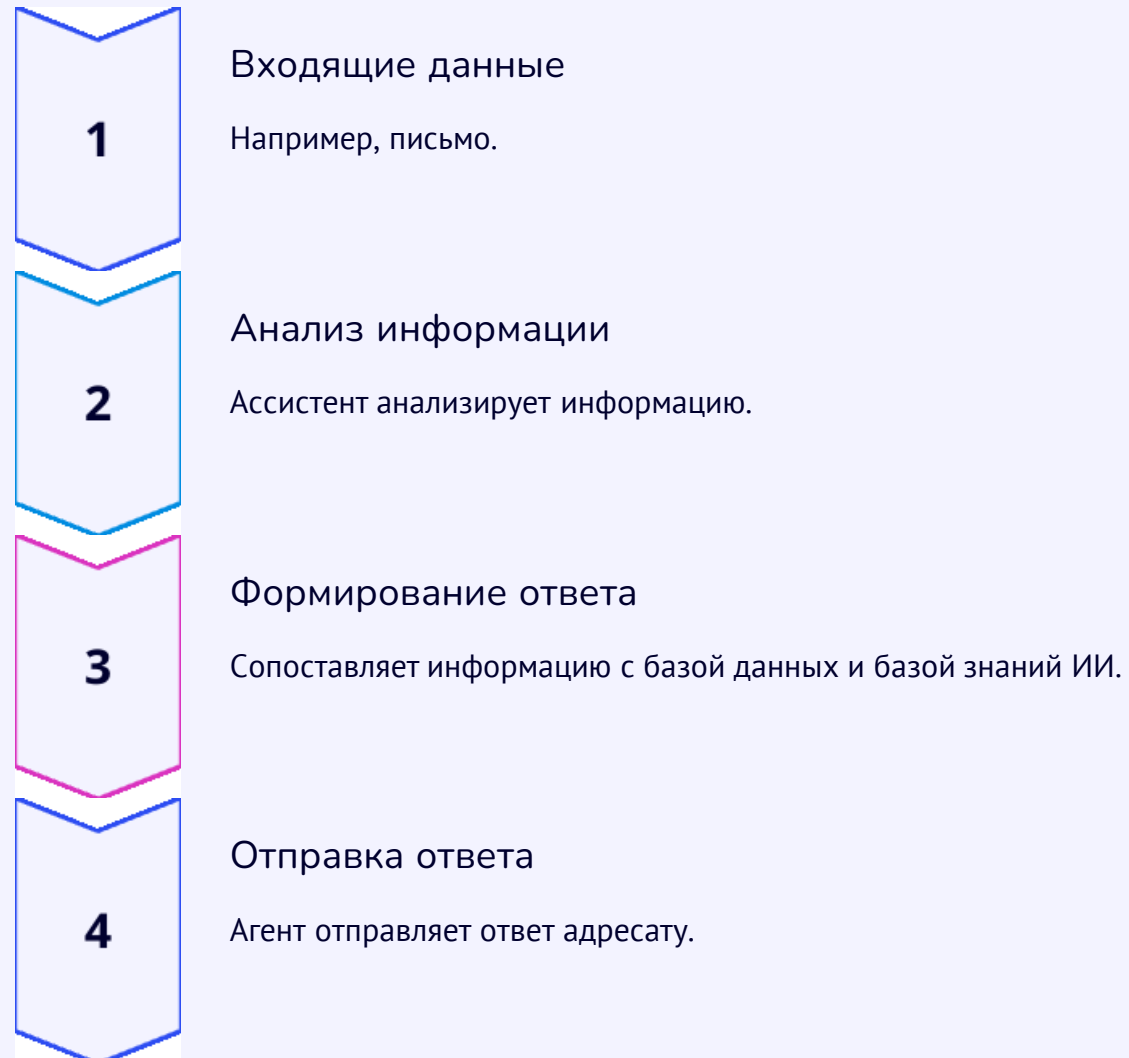 1
Входящие данные
Например, письмо.
2
Анализ информации
Ассистент анализирует информацию.
3
Формирование ответа
Сопоставляет информацию с базой данных и базой знаний ИИ.
4
Отправка ответа
Агент отправляет ответ адресату.